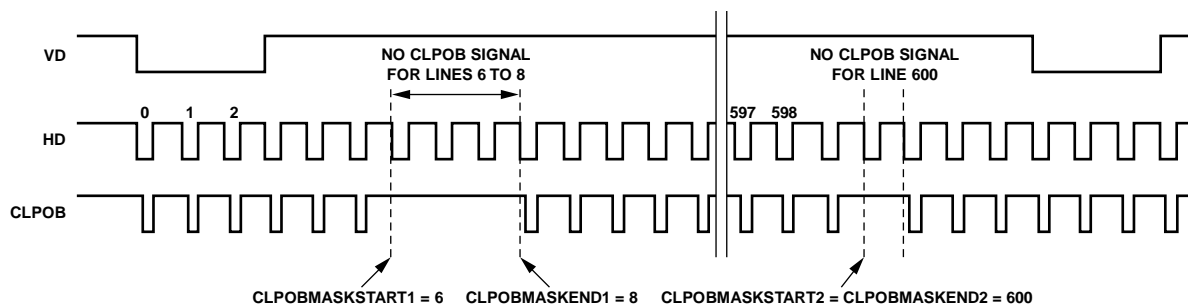 VD
NO CLPOB SIGNAL
FOR LINES 6 TO 8
NO CLPOB SIGNAL
FOR LINE 600
HD
0 1 2
597 598
CLPOB
CLPOBMASKSTART1 = 6
CLPOBMASKEND1 = 8
CLPOBMASKSTART2 = CLPOBMASKEND2 = 600